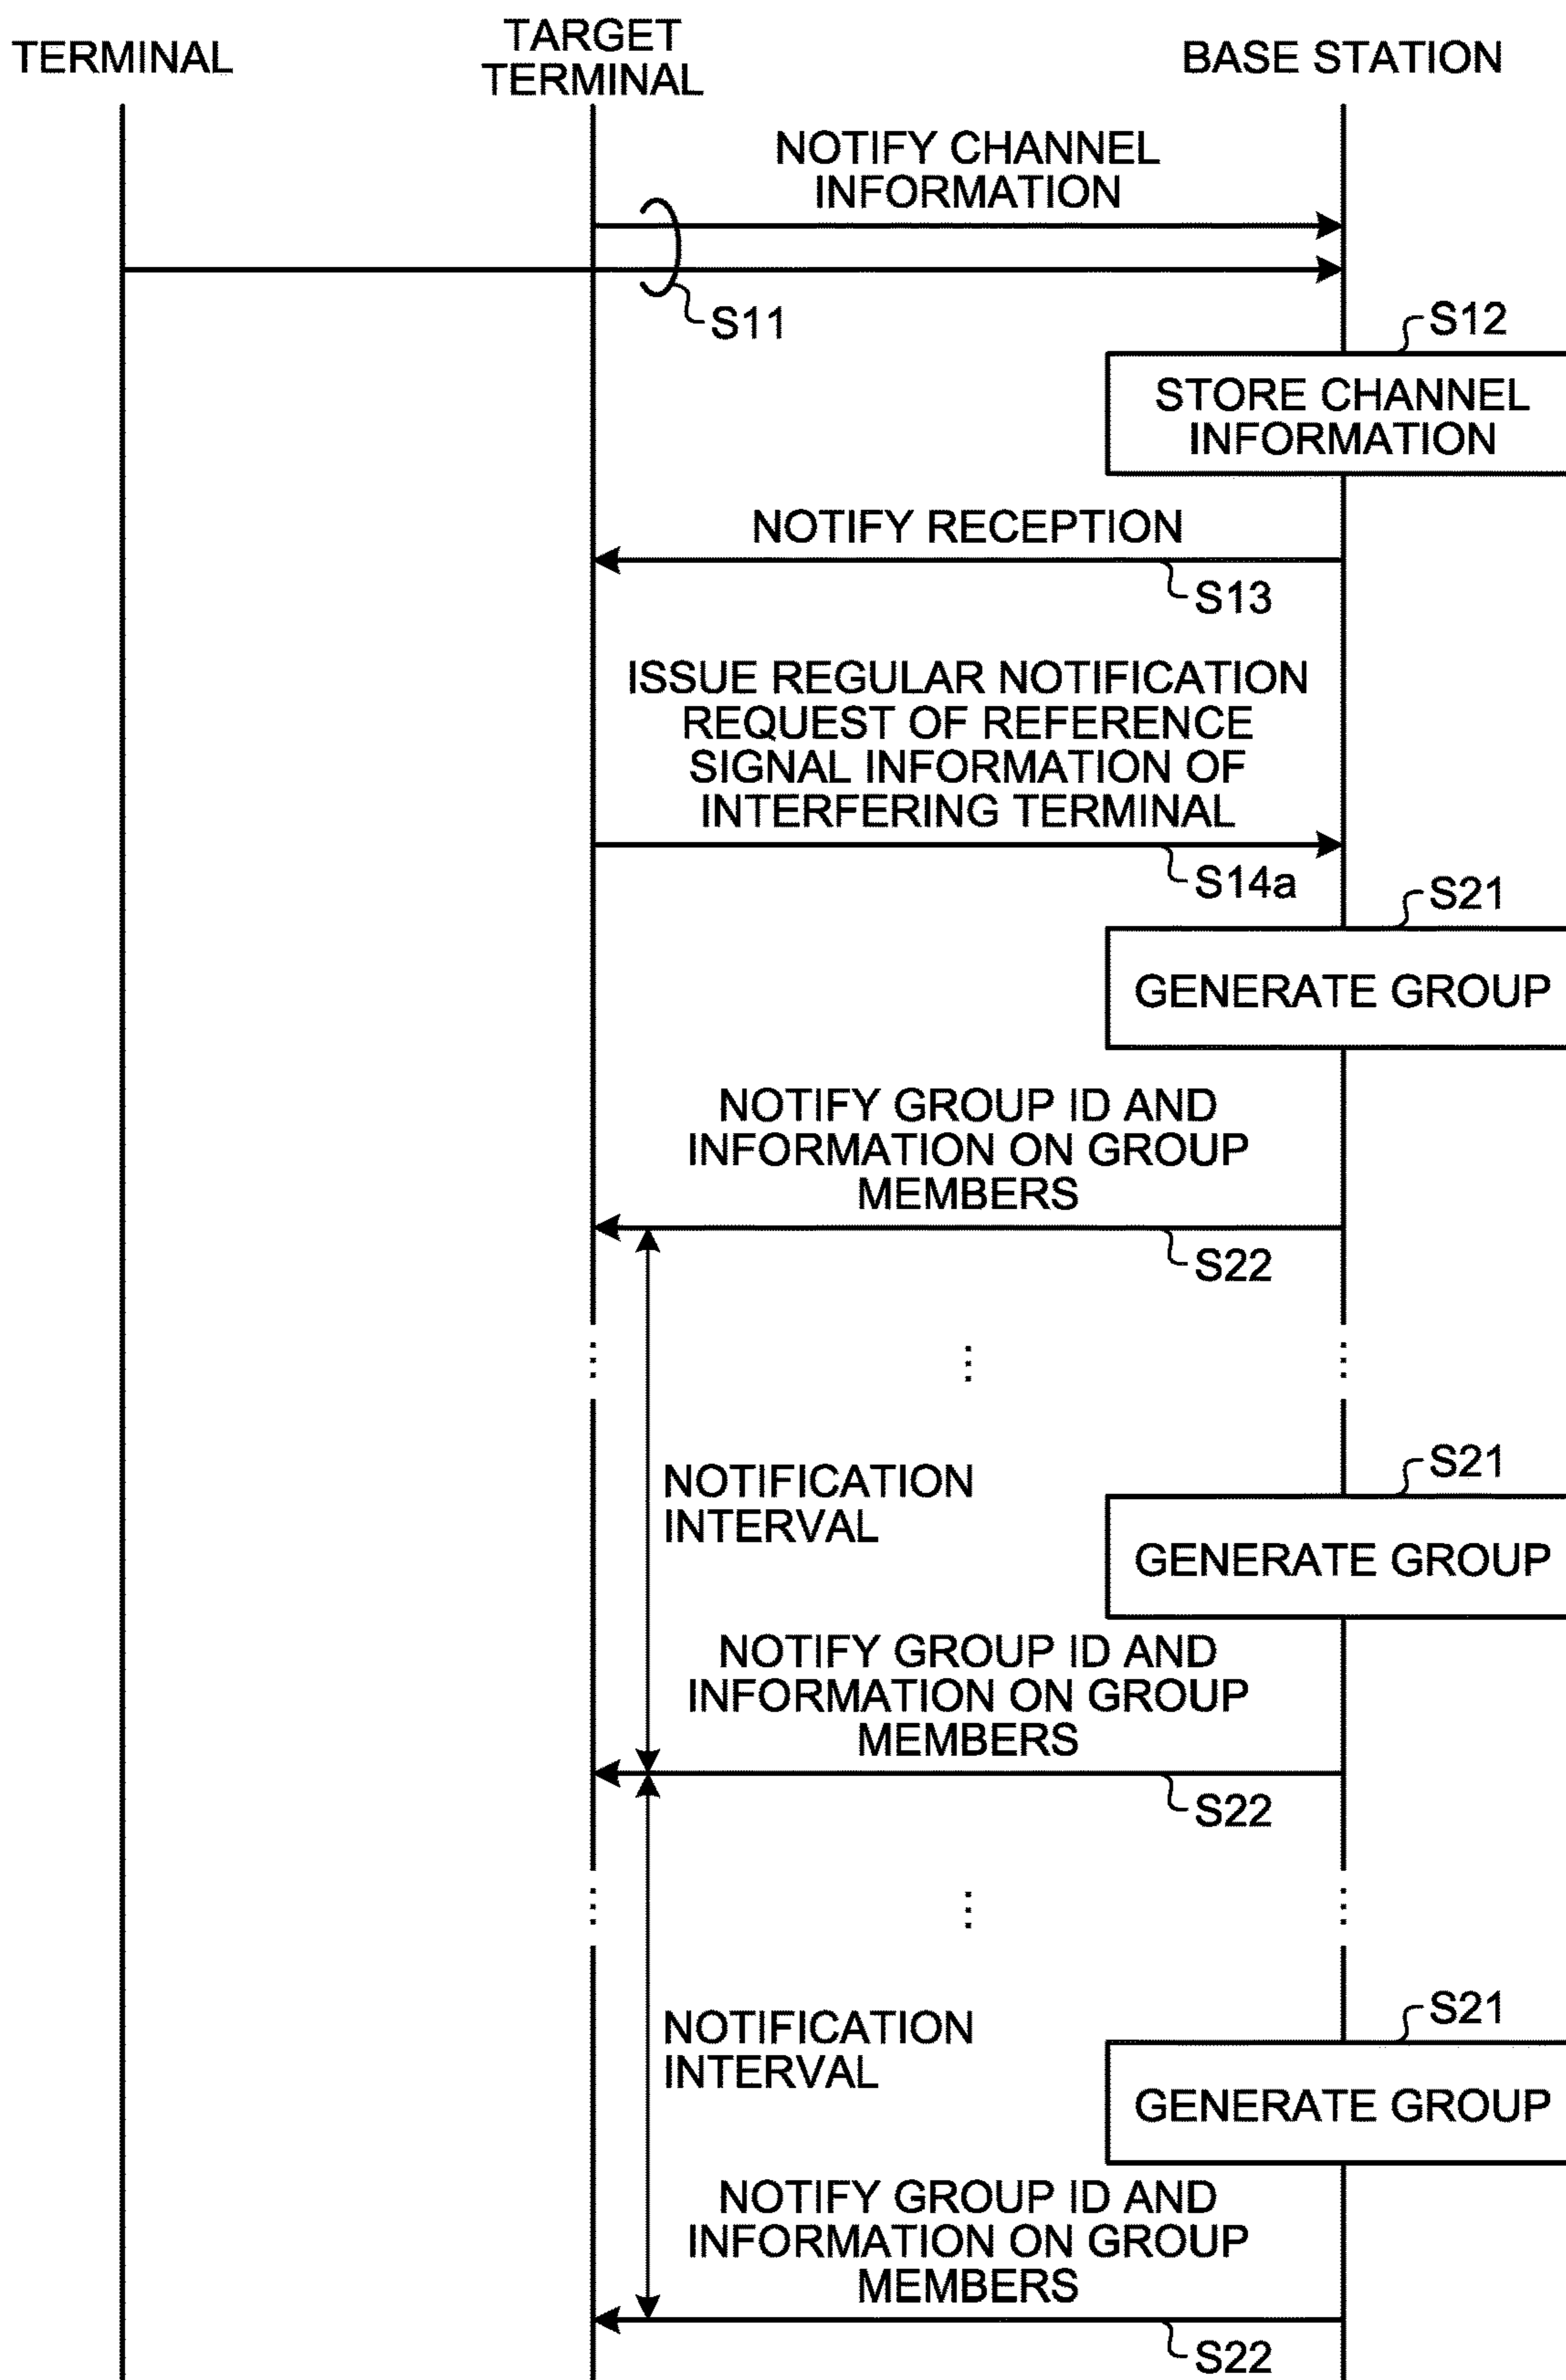 TERMINAL
TARGET
TERMINAL
BASE STATION
NOTIFY CHANNEL
INFORMATION
S11
S12
STORE CHANNEL
INFORMATION
NOTIFY RECEPTION
S13
ISSUE REGULAR NOTIFICATION
REQUEST OF REFERENCE
SIGNAL INFORMATION OF
INTERFERING TERMINAL
S14a
S21
GENERATE GROUP
NOTIFY GROUP ID AND
INFORMATION ON GROUP
MEMBERS
S22
NOTIFICATION
INTERVAL
S21
GENERATE GROUP
NOTIFY GROUP ID AND
INFORMATION ON GROUP
MEMBERS
S22
NOTIFICATION
INTERVAL
S21
GENERATE GROUP
NOTIFY GROUP ID AND
INFORMATION ON GROUP
MEMBERS
S22